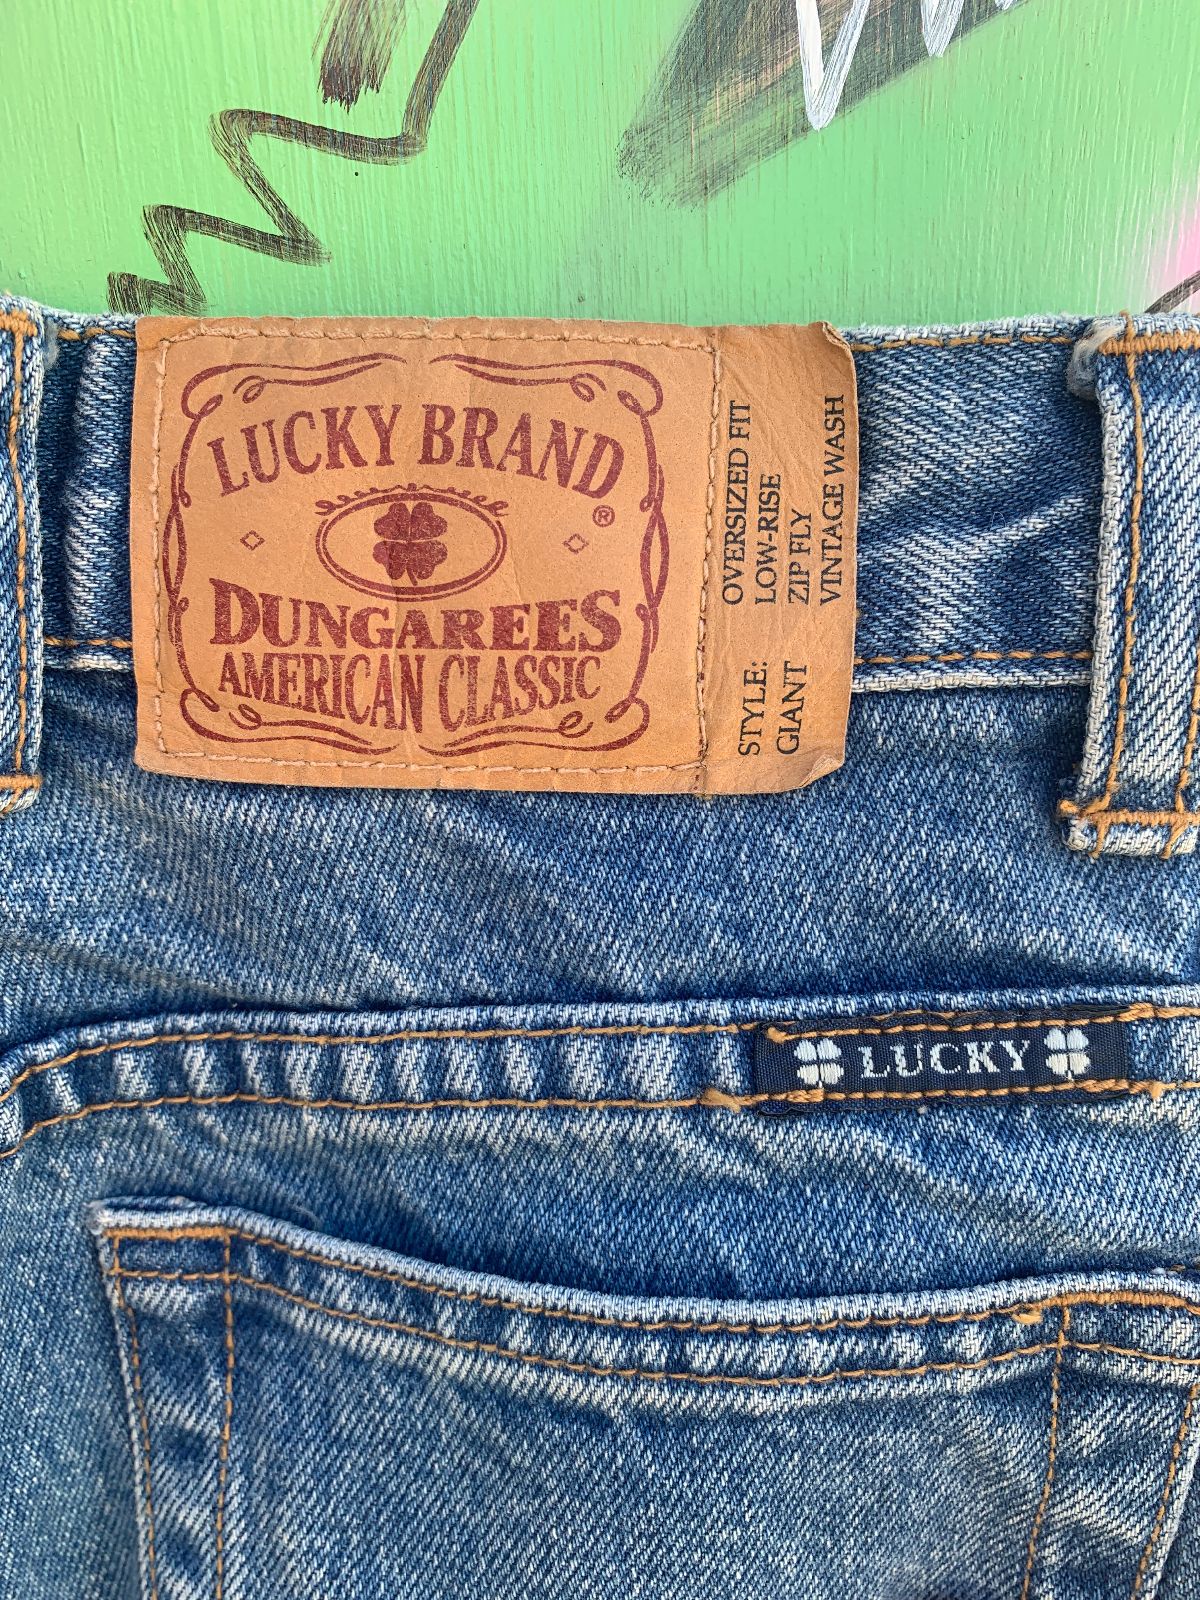 LUCKY BRAND
®
DUNGAREES
AMERICAN CLASSIC
OVERSIZED FIT
LOW-RISE
ZIP FLY
VINTAGE WASH
STYLE:
GIANT
LUCKY